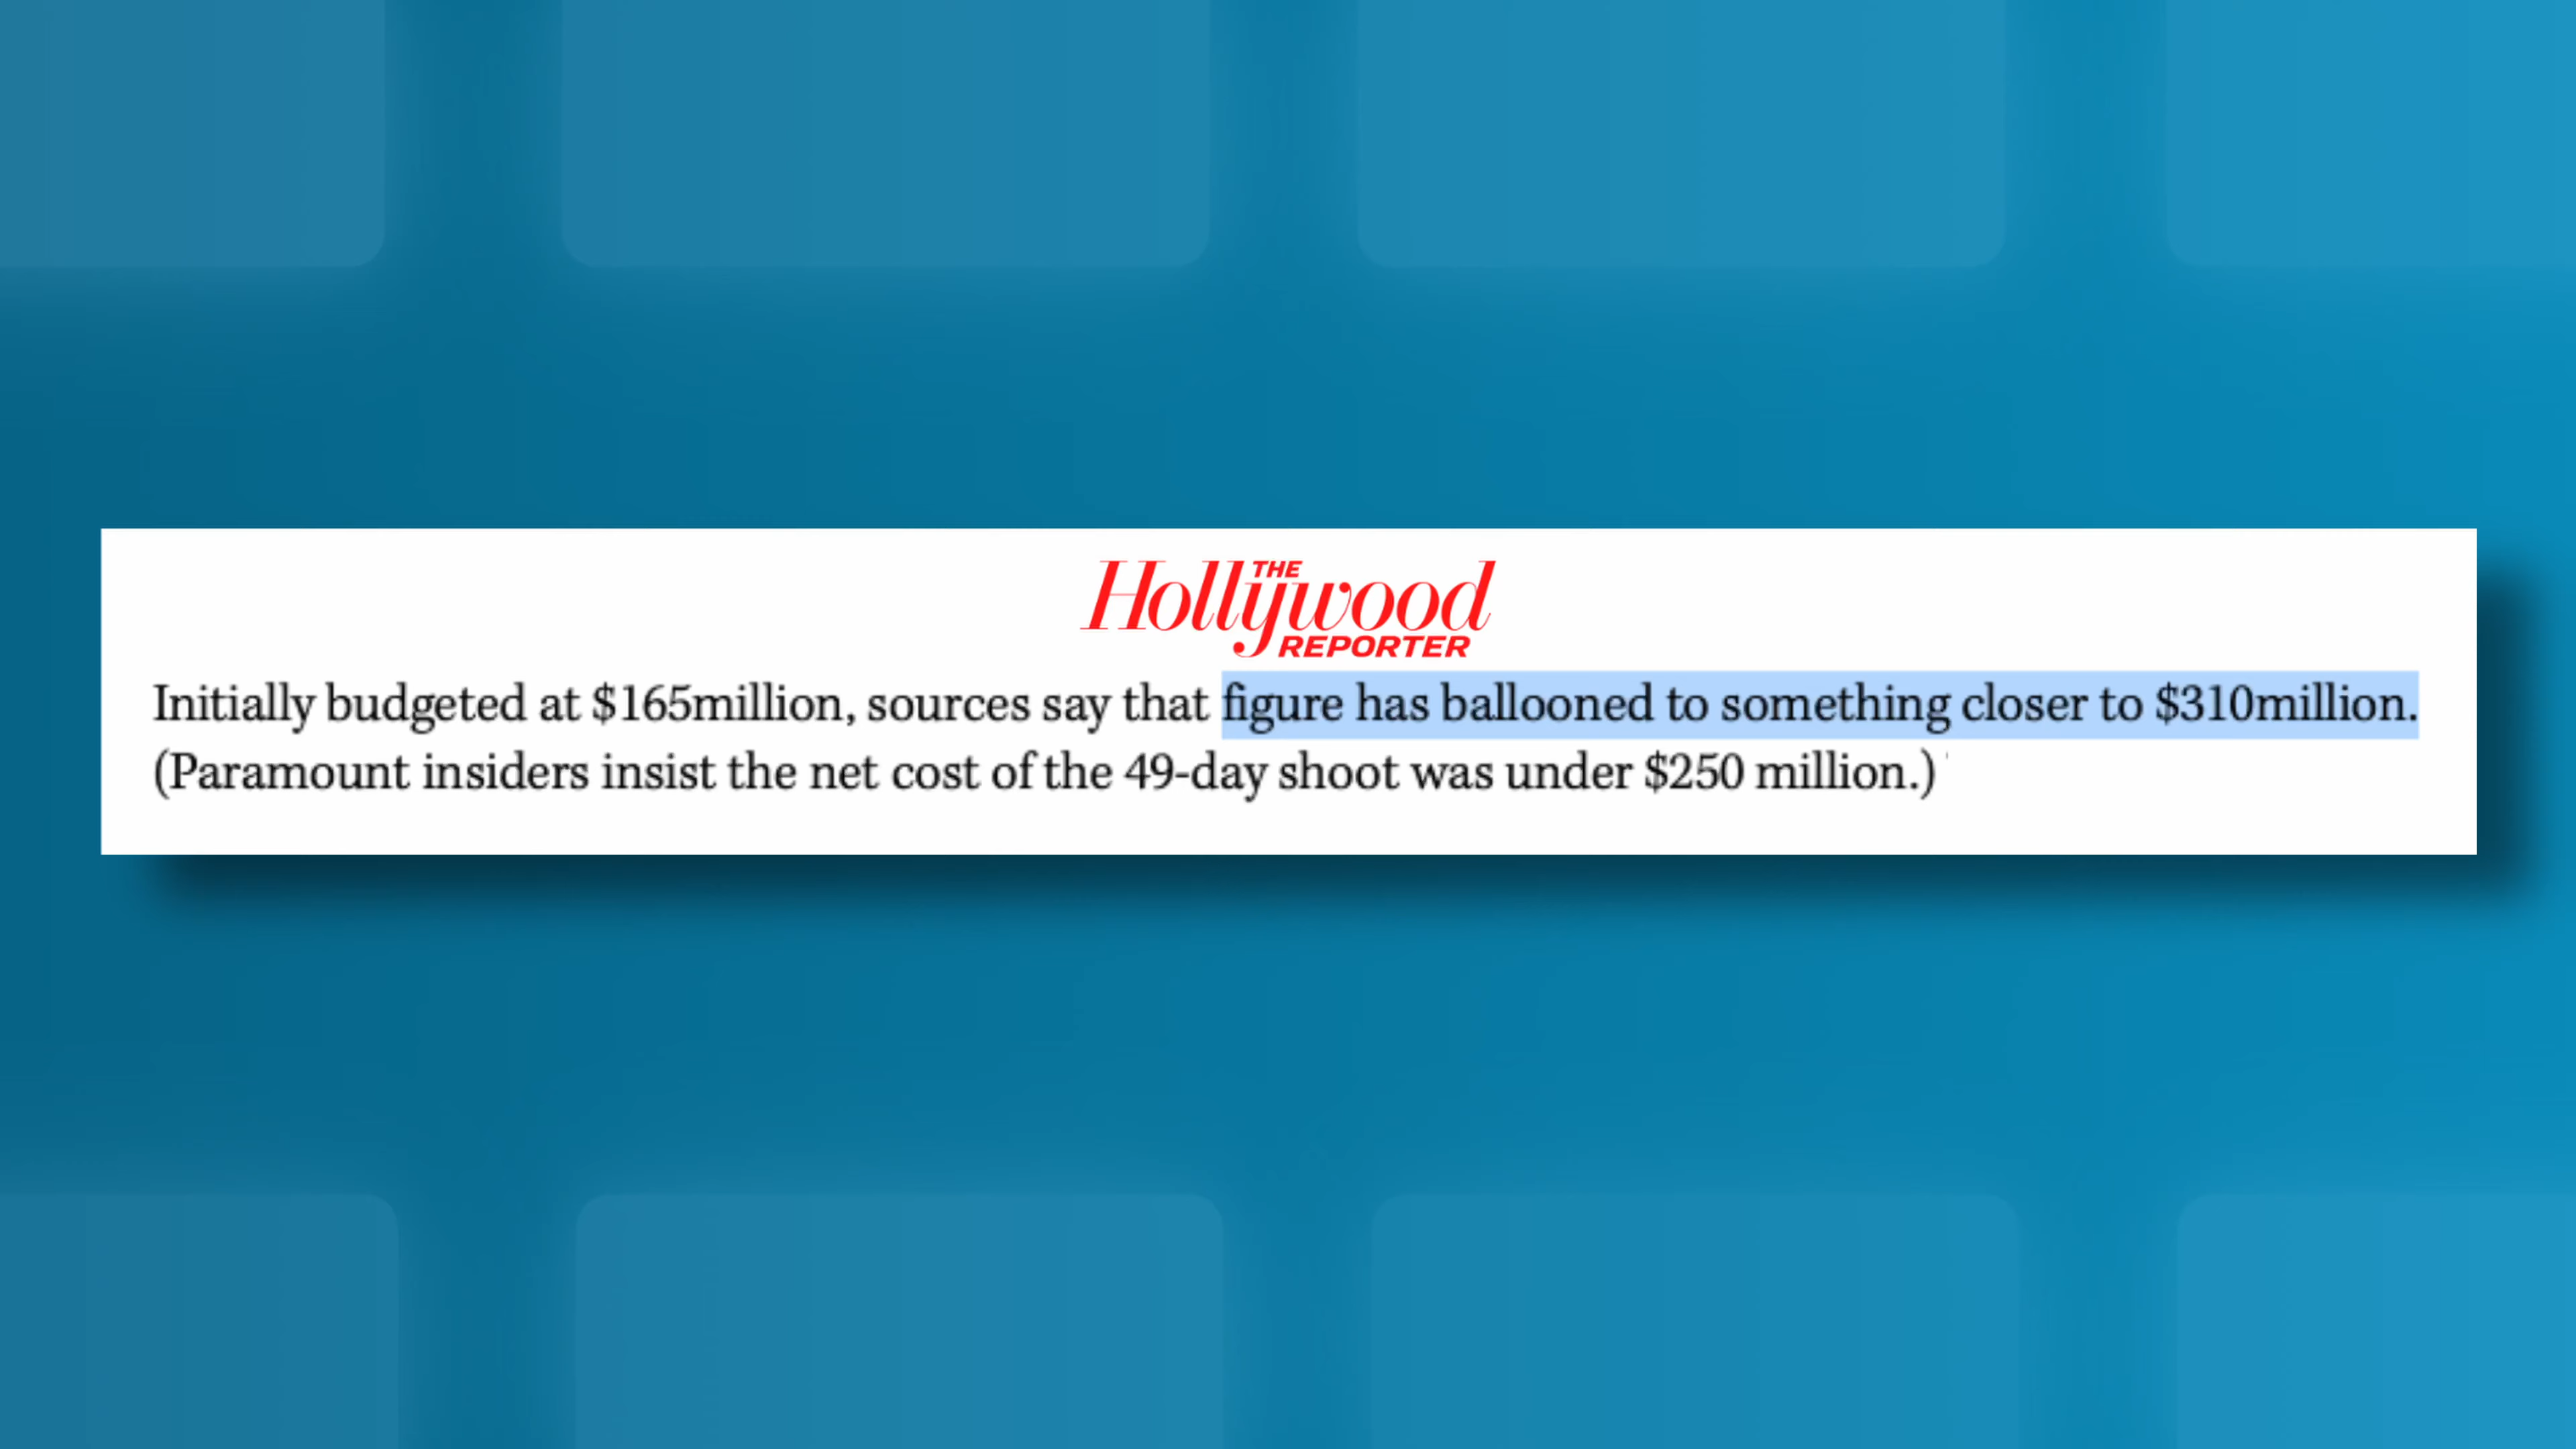 THE
Hollywood
REPORTER
Initially budgeted at $165million, sources say that figure has ballooned to something closer to $310million.
(Paramount insiders insist the net cost of the 49-day shoot was under $250 million.)